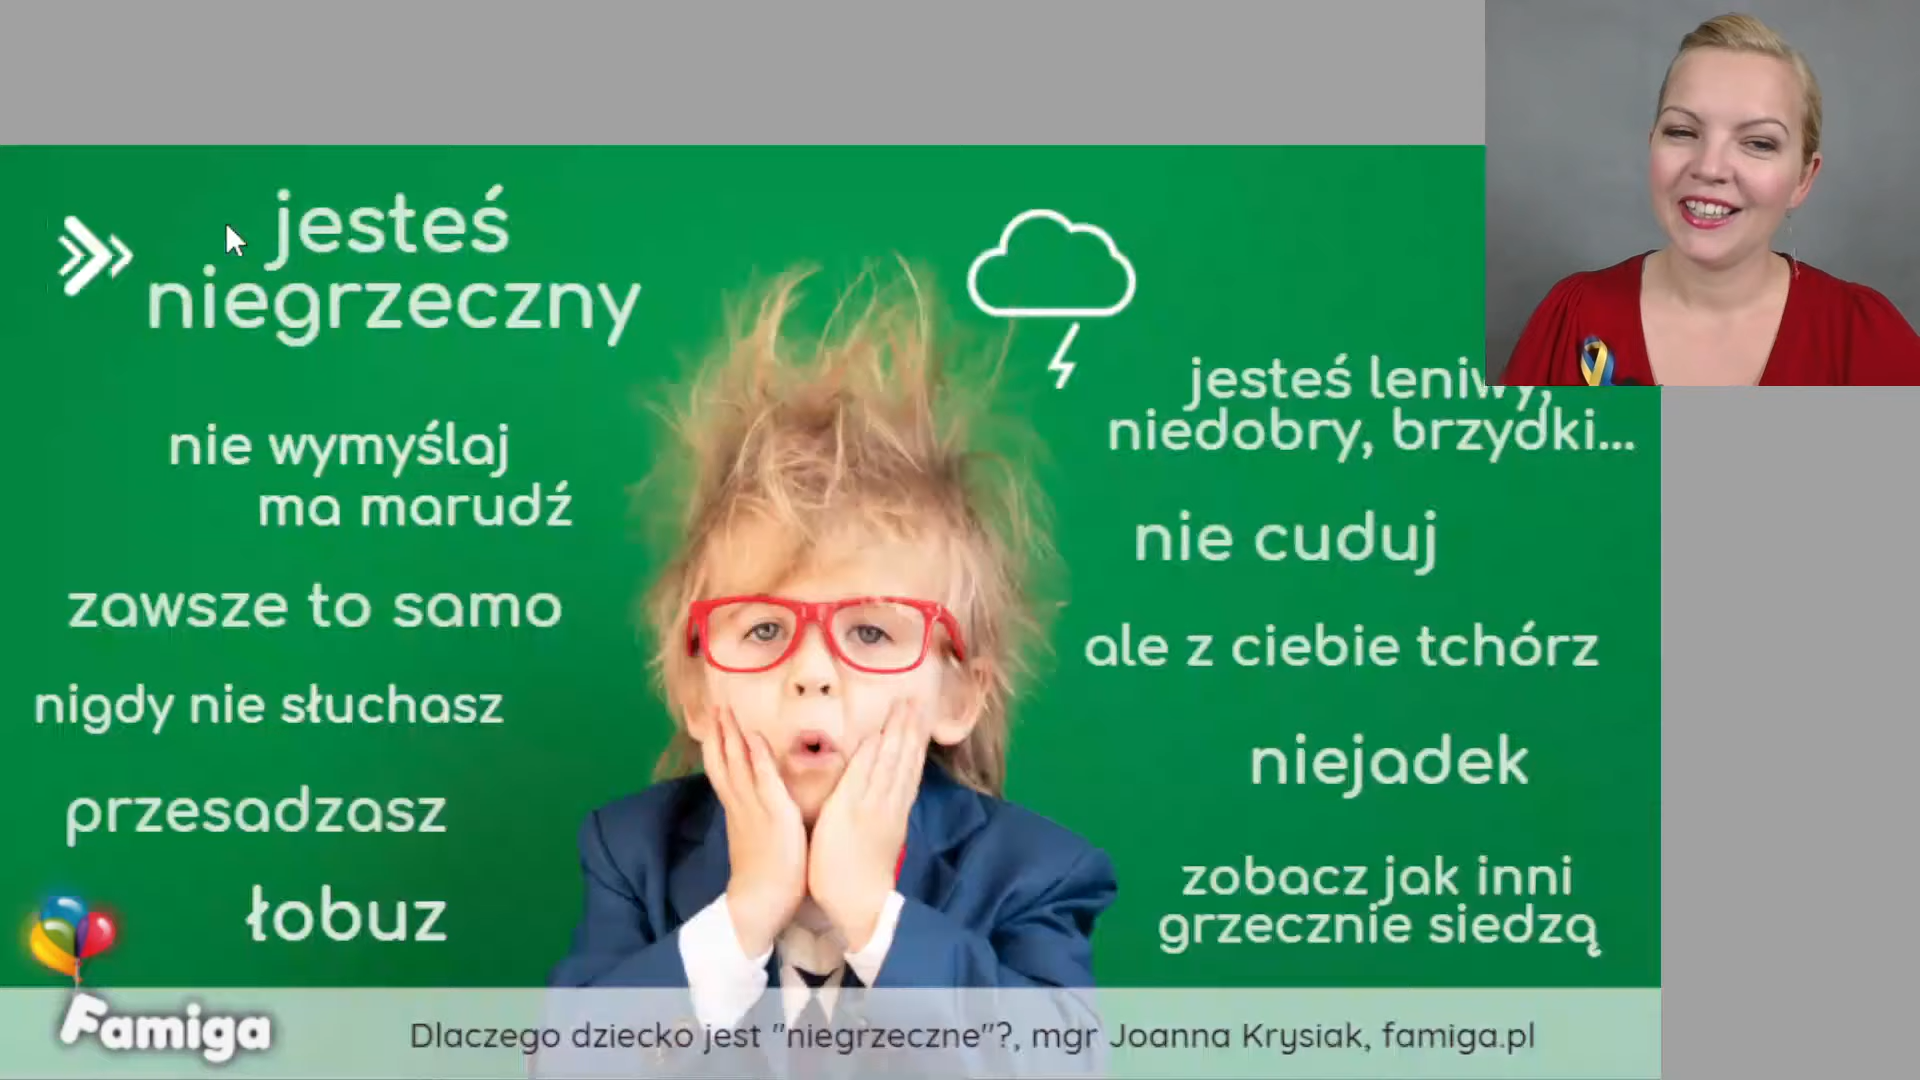 jesteś
niegrzeczny
nie wymyślaj
ma marudź
zawsze to samo
nigdy nie słuchasz
przesadzasz
łobuz
jesteś leniwy,
niedobry, brzydki...
nie cuduj
ale z ciebie tchórz
niejadek
zobacz jak inni
grzecznie siedzą
Famiga
Dlaczego dziecko jest "niegrzeczne"?, mgr Joanna Krysiak, famiga.pl